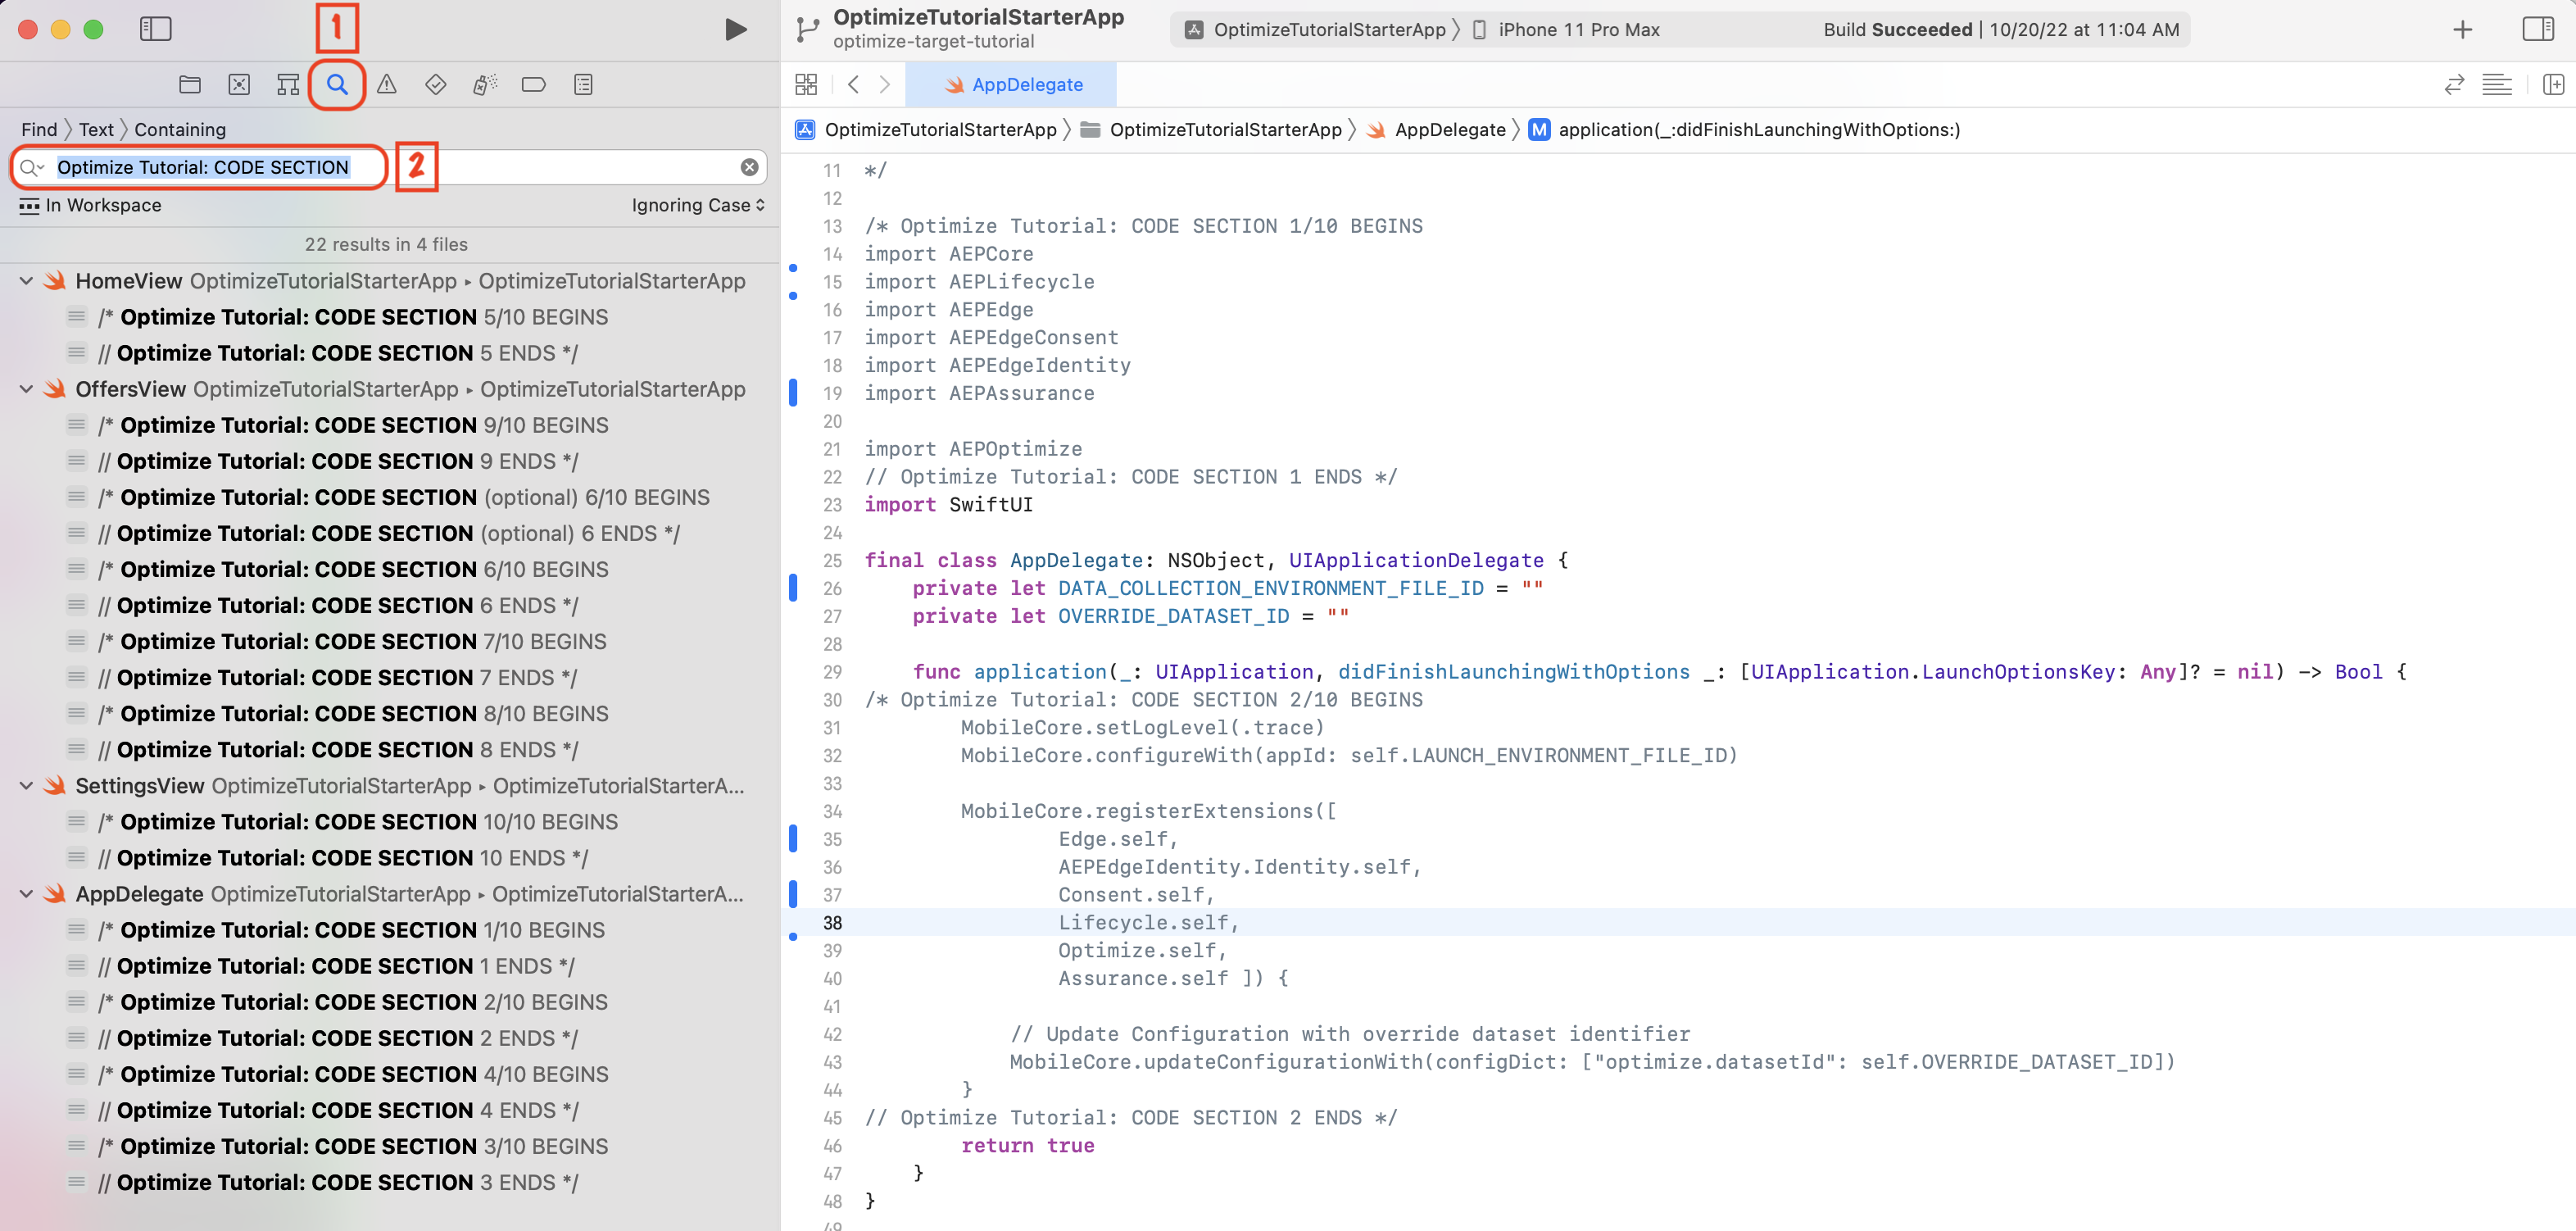 1
OptimizeTutorialStarterApp
optimize-target-tutorial
OptimizeTutorialStarterApp 〉 iPhone 11 Pro Max
Build Succeeded | 10/20/22 at 11:04 AM
AppDelegate
Find 〉 Text 〉 Containing
Optimize Tutorial: CODE SECTION
2
In Workspace
Ignoring Case
22 results in 4 files
HomeView OptimizeTutorialStarterApp ▸ OptimizeTutorialStarterApp
/* Optimize Tutorial: CODE SECTION 5/10 BEGINS
// Optimize Tutorial: CODE SECTION 5 ENDS */
OffersView OptimizeTutorialStarterApp ▸ OptimizeTutorialStarterApp
/* Optimize Tutorial: CODE SECTION 9/10 BEGINS
// Optimize Tutorial: CODE SECTION 9 ENDS */
/* Optimize Tutorial: CODE SECTION (optional) 6/10 BEGINS
// Optimize Tutorial: CODE SECTION (optional) 6 ENDS */
/* Optimize Tutorial: CODE SECTION 6/10 BEGINS
// Optimize Tutorial: CODE SECTION 6 ENDS */
/* Optimize Tutorial: CODE SECTION 7/10 BEGINS
// Optimize Tutorial: CODE SECTION 7 ENDS */
/* Optimize Tutorial: CODE SECTION 8/10 BEGINS
// Optimize Tutorial: CODE SECTION 8 ENDS */
SettingsView OptimizeTutorialStarterApp ▸ OptimizeTutorialStarterA...
/* Optimize Tutorial: CODE SECTION 10/10 BEGINS
// Optimize Tutorial: CODE SECTION 10 ENDS */
AppDelegate OptimizeTutorialStarterApp ▸ OptimizeTutorialStarterA...
/* Optimize Tutorial: CODE SECTION 1/10 BEGINS
// Optimize Tutorial: CODE SECTION 1 ENDS */
/* Optimize Tutorial: CODE SECTION 2/10 BEGINS
// Optimize Tutorial: CODE SECTION 2 ENDS */
/* Optimize Tutorial: CODE SECTION 4/10 BEGINS
// Optimize Tutorial: CODE SECTION 4 ENDS */
/* Optimize Tutorial: CODE SECTION 3/10 BEGINS
// Optimize Tutorial: CODE SECTION 3 ENDS */
OptimizeTutorialStarterApp 〉 OptimizeTutorialStarterApp 〉 AppDelegate 〉 M application(_:didFinishLaunchingWithOptions:)
11 */
12
13 /* Optimize Tutorial: CODE SECTION 1/10 BEGINS
14 import AEPCore
15 import AEPLifecycle
16 import AEPEdge
17 import AEPEdgeConsent
18 import AEPEdgeIdentity
19 import AEPAssurance
20
21 import AEPOptimize
22 // Optimize Tutorial: CODE SECTION 1 ENDS */
23 import SwiftUI
24
25 final class AppDelegate: NSObject, UIApplicationDelegate {
26 private let DATA_COLLECTION_ENVIRONMENT_FILE_ID = ""
27 private let OVERRIDE_DATASET_ID = ""
28
29 func application(_: UIApplication, didFinishLaunchingWithOptions _: [UIApplication.LaunchOptionsKey: Any]? = nil) -> Bool {
30 /* Optimize Tutorial: CODE SECTION 2/10 BEGINS
31 MobileCore.setLogLevel(.trace)
32 MobileCore.configureWith(appId: self.LAUNCH_ENVIRONMENT_FILE_ID)
33
34 MobileCore.registerExtensions([
35 Edge.self,
36 AEPEdgeIdentity.Identity.self,
37 Consent.self,
38 Lifecycle.self,
39 Optimize.self,
40 Assurance.self ]) {
41
42 // Update Configuration with override dataset identifier
43 MobileCore.updateConfigurationWith(configDict: ["optimize.datasetId": self.OVERRIDE_DATASET_ID])
44 }
45 // Optimize Tutorial: CODE SECTION 2 ENDS */
46 return true
47 }
48 }
49